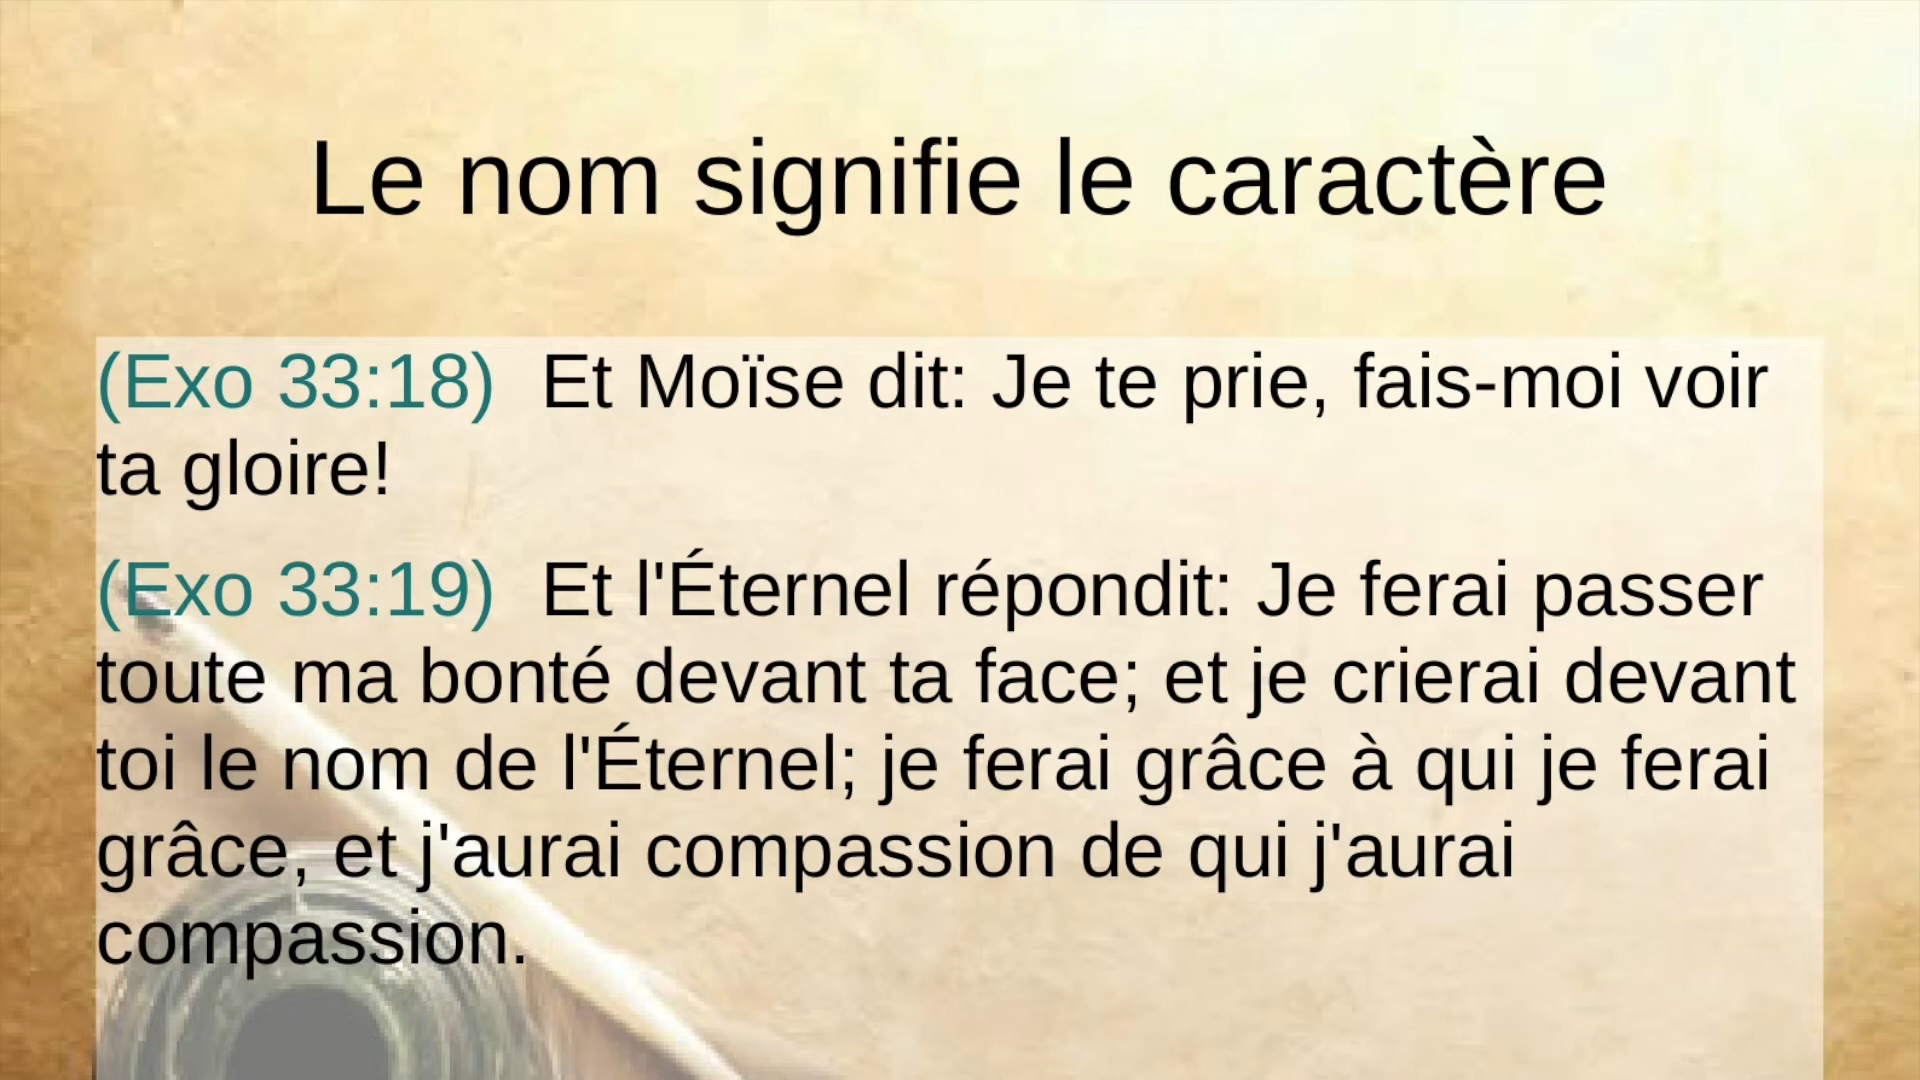 Le nom signifie le caractère
(Exo 33:18)  Et Moïse dit: Je te prie, fais-moi voir
ta gloire!
(Exo 33:19)  Et l'Éternel répondit: Je ferai passer
toute ma bonté devant ta face; et je crierai devant
toi le nom de l'Éternel; je ferai grâce à qui je ferai
grâce, et j'aurai compassion de qui j'aurai
compassion.